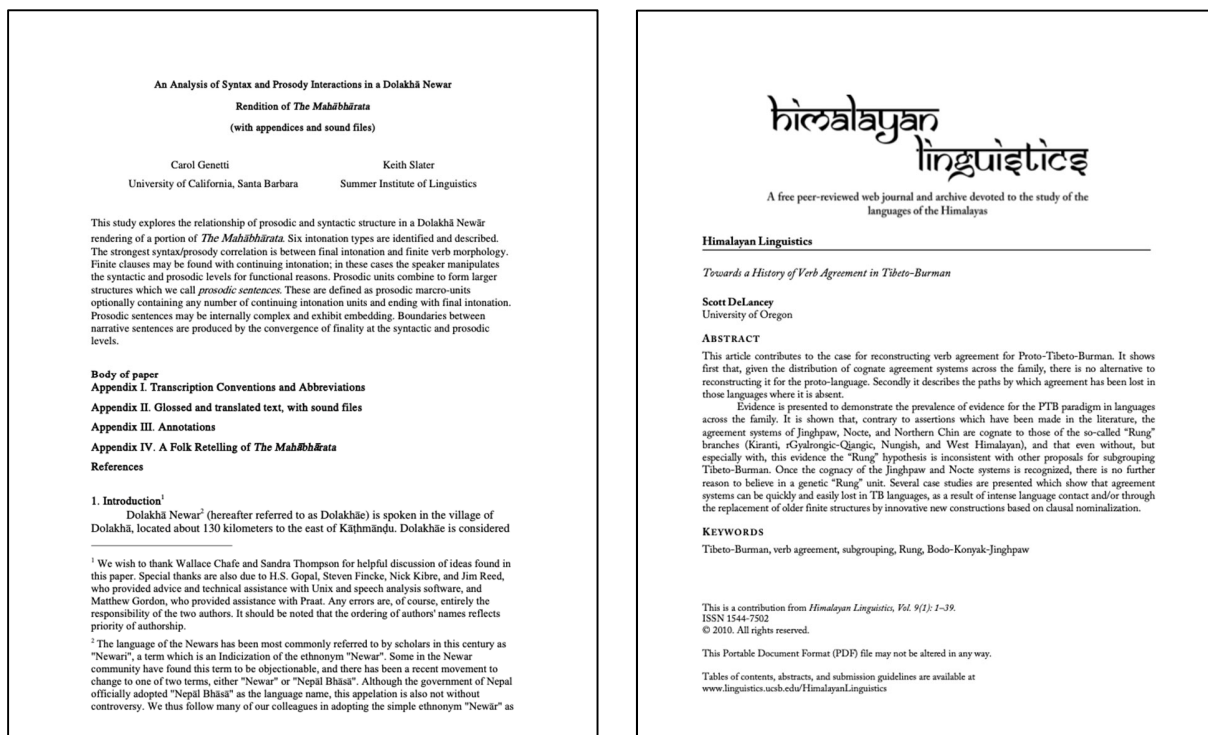 An Analysis of Syntax and Prosody Interactions in a Dolakhā Newar
Rendition of The Mahābhārata
(with appendices and sound files)
Carol Genetti
Keith Slater
University of California, Santa Barbara
Summer Institute of Linguistics
This study explores the relationship of prosodic and syntactic structure in a Dolakhā Newār
rendering of a portion of The Mahābhārata. Six intonation types are identified and described.
The strongest syntax/prosody correlation is between final intonation and finite verb morphology.
Finite clauses may be found with continuing intonation; in these cases the speaker manipulates
the syntactic and prosodic levels for functional reasons. Prosodic units combine to form larger
structures which we call prosodic sentences. These are defined as prosodic marcro-units
optionally containing any number of continuing intonation units and ending with final intonation.
Prosodic sentences may be internally complex and exhibit embedding. Boundaries between
narrative sentences are produced by the convergence of finality at the syntactic and prosodic
levels.
Body of paper
Appendix I. Transcription Conventions and Abbreviations
Appendix II. Glossed and translated text, with sound files
Appendix III. Annotations
Appendix IV. A Folk Retelling of The Mahābhārata
References
1. Introduction1
Dolakhā Newar2 (hereafter referred to as Dolakhāe) is spoken in the village of
Dolakhā, located about 130 kilometers to the east of Kāṭhmāṇḍu. Dolakhāe is considered
1 We wish to thank Wallace Chafe and Sandra Thompson for helpful discussion of ideas found in
this paper. Special thanks are also due to H.S. Gopal, Steven Fincke, Nick Kibre, and Jim Reed,
who provided advice and technical assistance with Unix and speech analysis software, and
Matthew Gordon, who provided assistance with Praat. Any errors are, of course, entirely the
responsibility of the two authors. It should be noted that the ordering of authors' names reflects
priority of authorship.
2 The language of the Newars has been most commonly referred to by scholars in this century as
"Newari", a term which is an Indicization of the ethnonym "Newar". Some in the Newar
community have found this term to be objectionable, and there has been a recent movement to
change to one of two terms, either "Newar" or "Nepāl Bhāsā". Although the government of Nepal
officially adopted "Nepāl Bhāsā" as the language name, this appelation is also not without
controversy. We thus follow many of our colleagues in adopting the simple ethnonym "Newār" as
himalayan
linguistics
A free peer-reviewed web journal and archive devoted to the study of the
languages of the Himalayas
Himalayan Linguistics
Towards a History of Verb Agreement in Tibeto-Burman
Scott DeLancey
University of Oregon
ABSTRACT
This article contributes to the case for reconstructing verb agreement for Proto-Tibeto-Burman. It shows
first that, given the distribution of cognate agreement systems across the family, there is no alternative to
reconstructing it for the proto-language. Secondly it describes the paths by which agreement has been lost in
those languages where it is absent.
Evidence is presented to demonstrate the prevalence of evidence for the PTB paradigm in languages
across the family. It is shown that, contrary to assertions which have been made in the literature, the
agreement systems of Jinghpaw, Nocte, and Northern Chin are cognate to those of the so-called “Rung”
branches (Kiranti, rGyalrongic-Qiangic, Nungish, and West Himalayan), and that even without, but
especially with, this evidence the “Rung” hypothesis is inconsistent with other proposals for subgrouping
Tibeto-Burman. Once the cognacy of the Jinghpaw and Nocte systems is recognized, there is no further
reason to believe in a genetic “Rung” unit. Several case studies are presented which show that agreement
systems can be quickly and easily lost in TB languages, as a result of intense language contact and/or through
the replacement of older finite structures by innovative new constructions based on clausal nominalization.
KEYWORDS
Tibeto-Burman, verb agreement, subgrouping, Rung, Bodo-Konyak-Jinghpaw
This is a contribution from Himalayan Linguistics, Vol. 9(1): 1–39.
ISSN 1544-7502
© 2010. All rights reserved.
This Portable Document Format (PDF) file may not be altered in any way.
Tables of contents, abstracts, and submission guidelines are available at
www.linguistics.ucsb.edu/HimalayanLinguistics